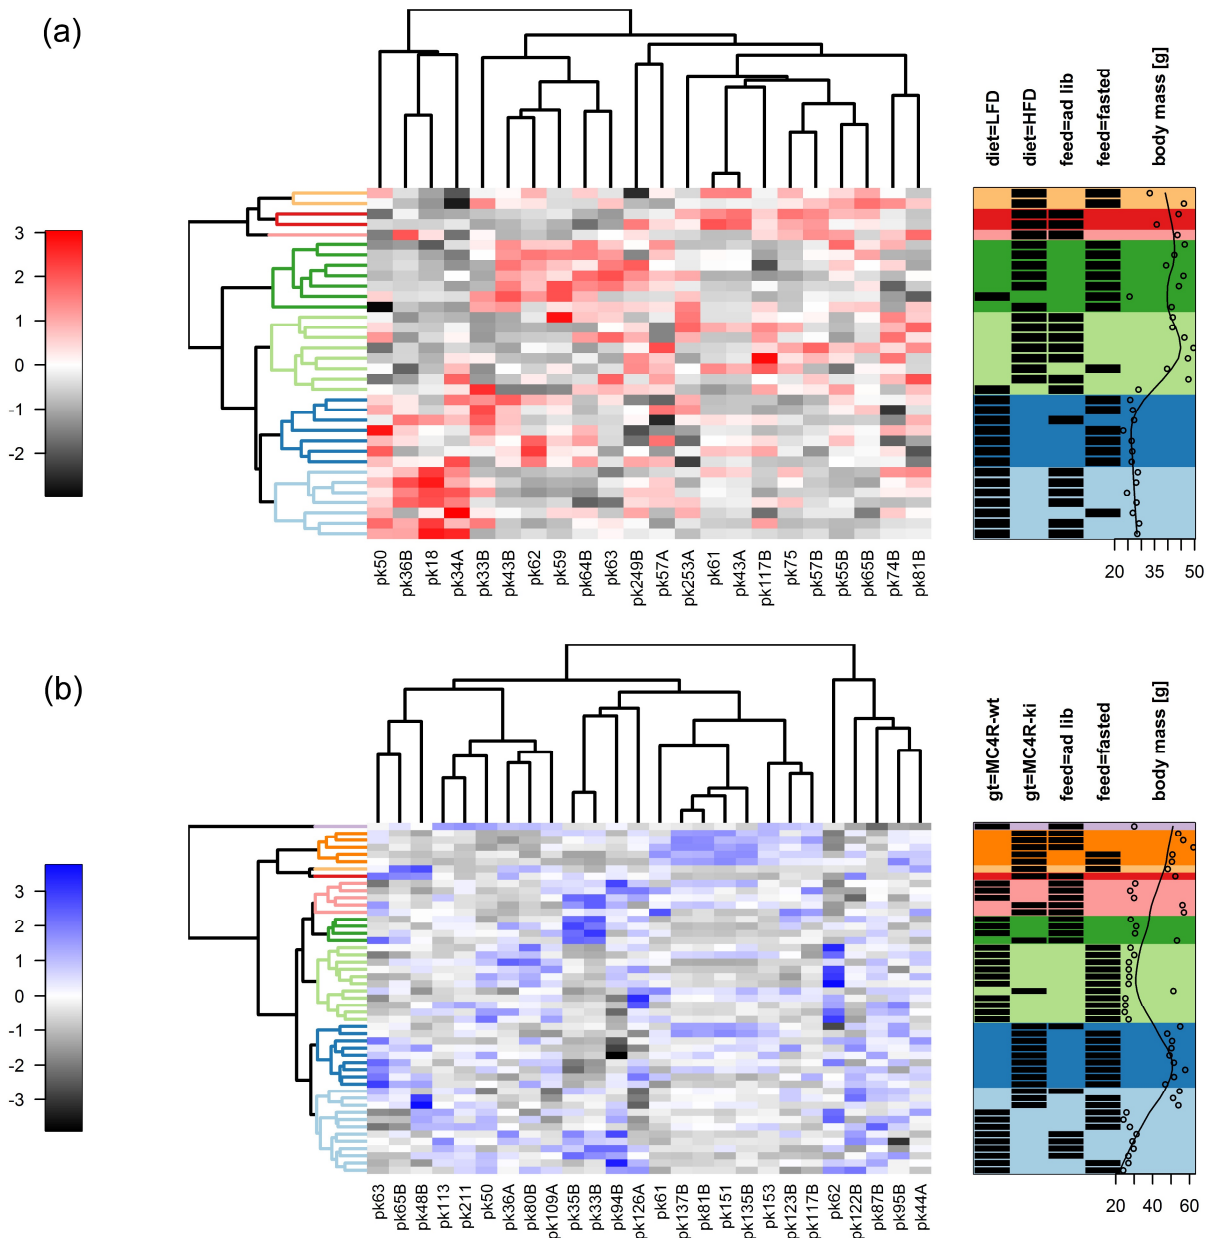 (a)
diet=LFD
diet=HFD
feed=ad lib
feed=fasted
body mass [g]
3
2
1
0
-1
-2
pk50
pk36B
pk18
pk34A
pk33B
pk43B
pk62
pk59
pk64B
pk63
pk249B
pk57A
pk253A
pk61
pk43A
pk117B
pk75
pk57B
pk55B
pk65B
pk74B
pk81B
20 35 50
(b)
gt=MC4R-wt
gt=MC4R-ki
feed=ad lib
feed=fasted
body mass [g]
3
2
1
0
-1
-2
-3
pk63
pk65B
pk48B
pk113
pk211
pk50
pk36A
pk80B
pk109A
pk35B
pk33B
pk94B
pk126A
pk61
pk137B
pk81B
pk151
pk135B
pk153
pk123B
pk117B
pk62
pk122B
pk87B
pk95B
pk44A
20 40 60